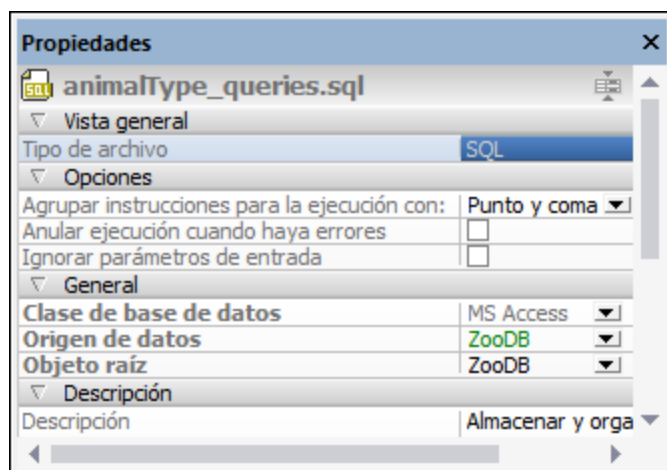 Propiedades
animalType_queries.sql
Vista general
Tipo de archivo SQL
Opciones
Agrupar instrucciones para la ejecución con: Punto y coma
Anular ejecución cuando haya errores
Ignorar parámetros de entrada
General
Clase de base de datos MS Access
Origen de datos ZooDB
Objeto raíz ZooDB
Descripción
Descripción Almacenar y orga